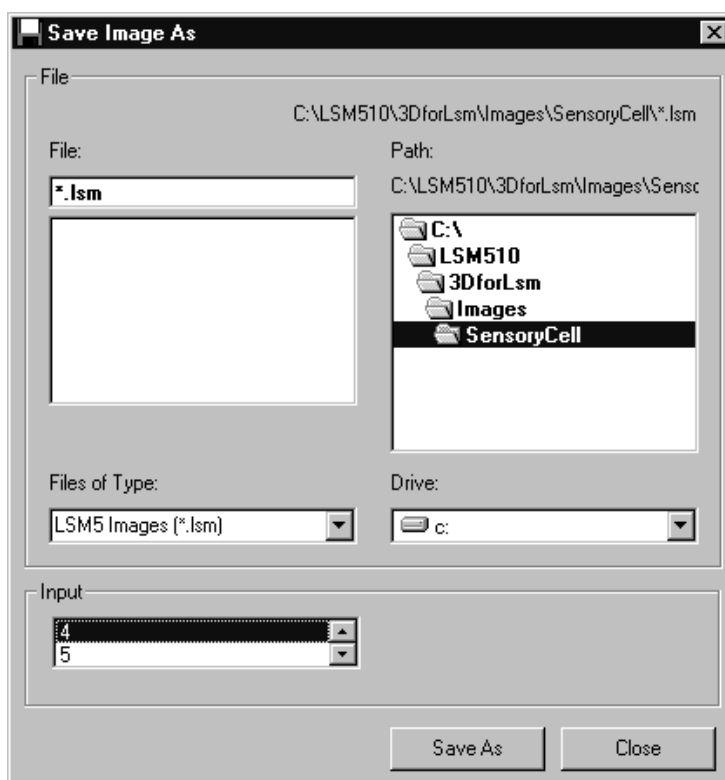 Save Image As
File
C:\LSM510\3DforLsm\Images\SensoryCell\*.lsm
File:
Path:
*.lsm
C:\LSM510\3DforLsm\Images\Senso
C:\
LSM510
3DforLsm
Images
SensoryCell
Files of Type:
Drive:
LSM5 Images (*.lsm)
c:
Input
4
5
Save As
Close